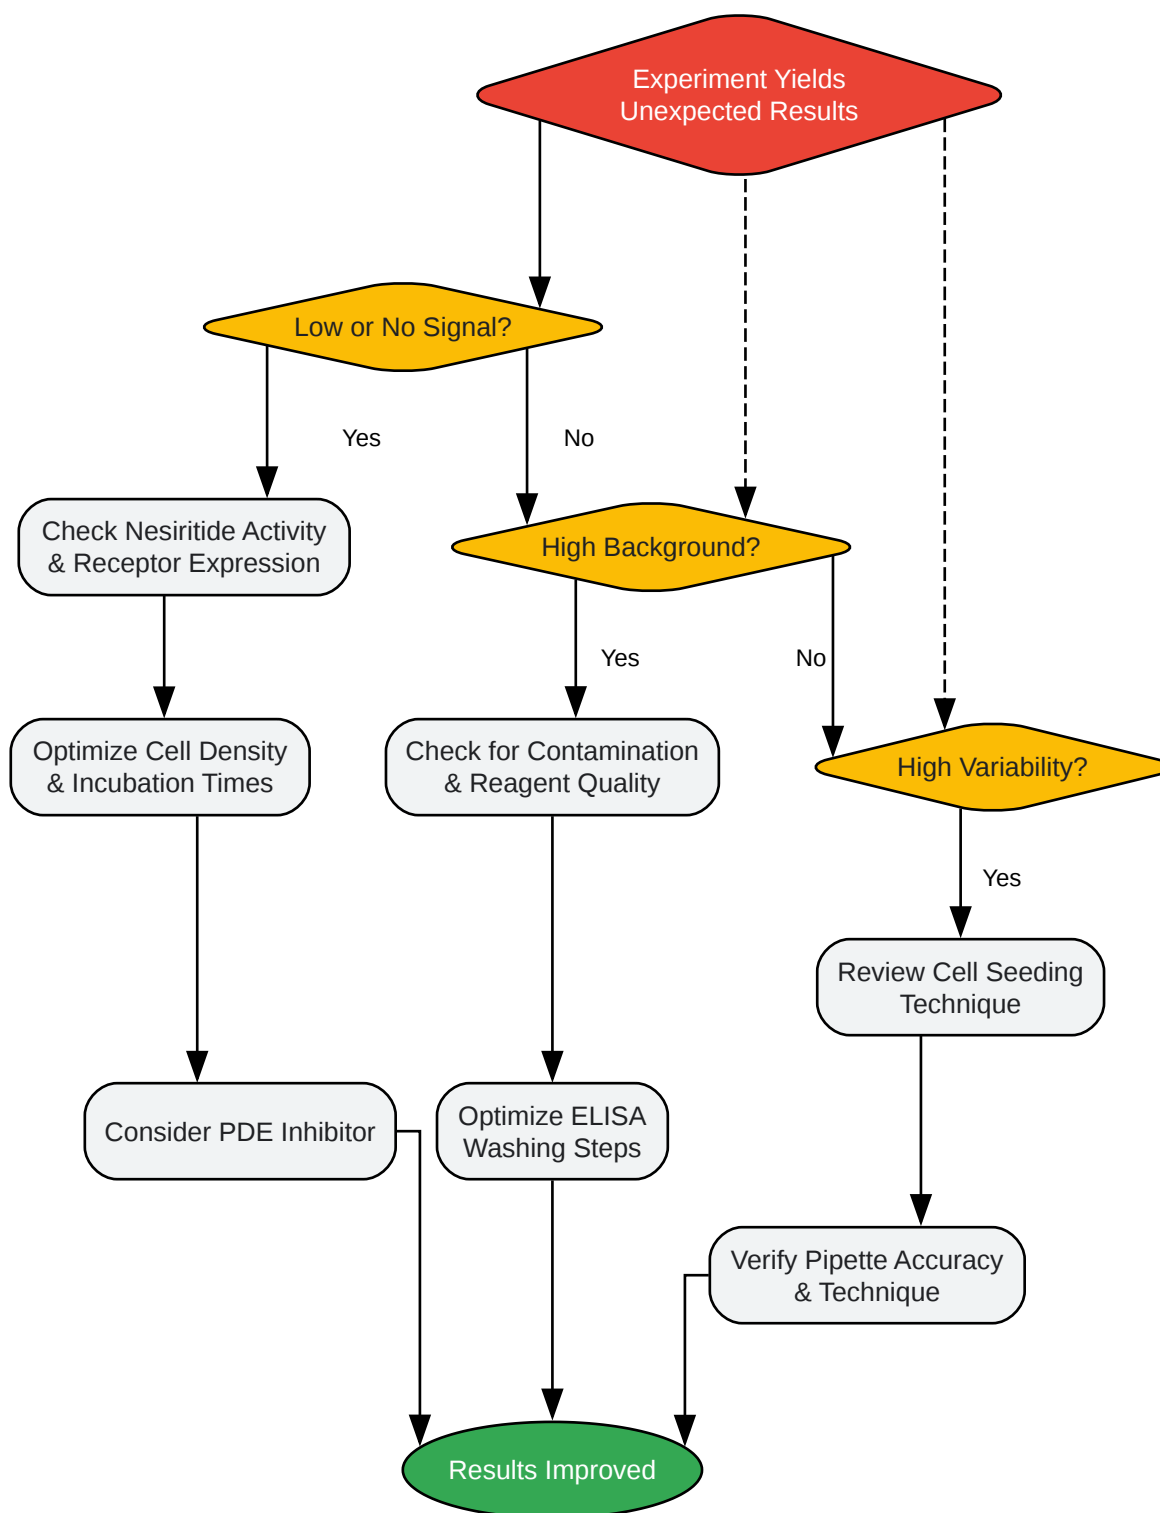 Experiment Yields
Unexpected Results
Low or No Signal?
Yes
No
Check Nesiritide Activity
& Receptor Expression
High Background?
Yes
No
Optimize Cell Density
& Incubation Times
Check for Contamination
& Reagent Quality
High Variability?
Yes
Review Cell Seeding
Technique
Consider PDE Inhibitor
Optimize ELISA
Washing Steps
Verify Pipette Accuracy
& Technique
Results Improved